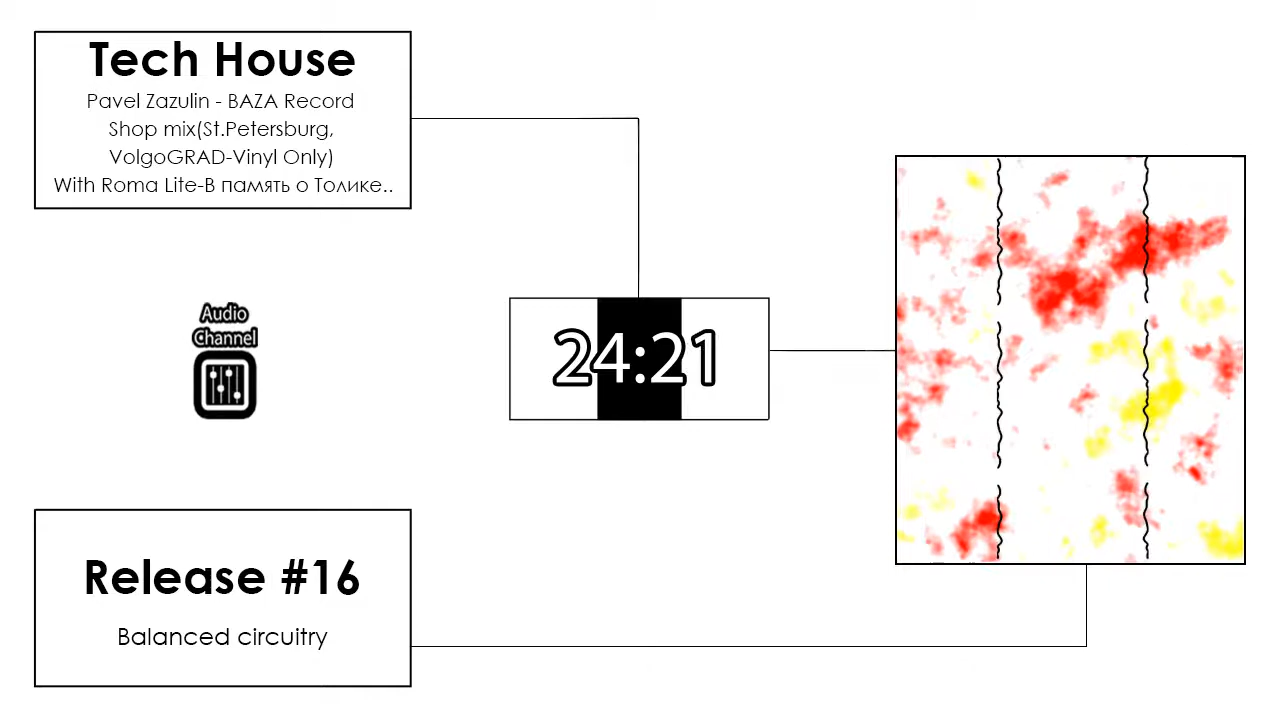 Tech House
Pavel Zazulin - BAZA Record
Shop mix(St.Petersburg,
VolgoGRAD-Vinyl Only)
With Roma Lite-В память о Толике..
Audio
Channel
24:21
Release #16
Balanced circuitry